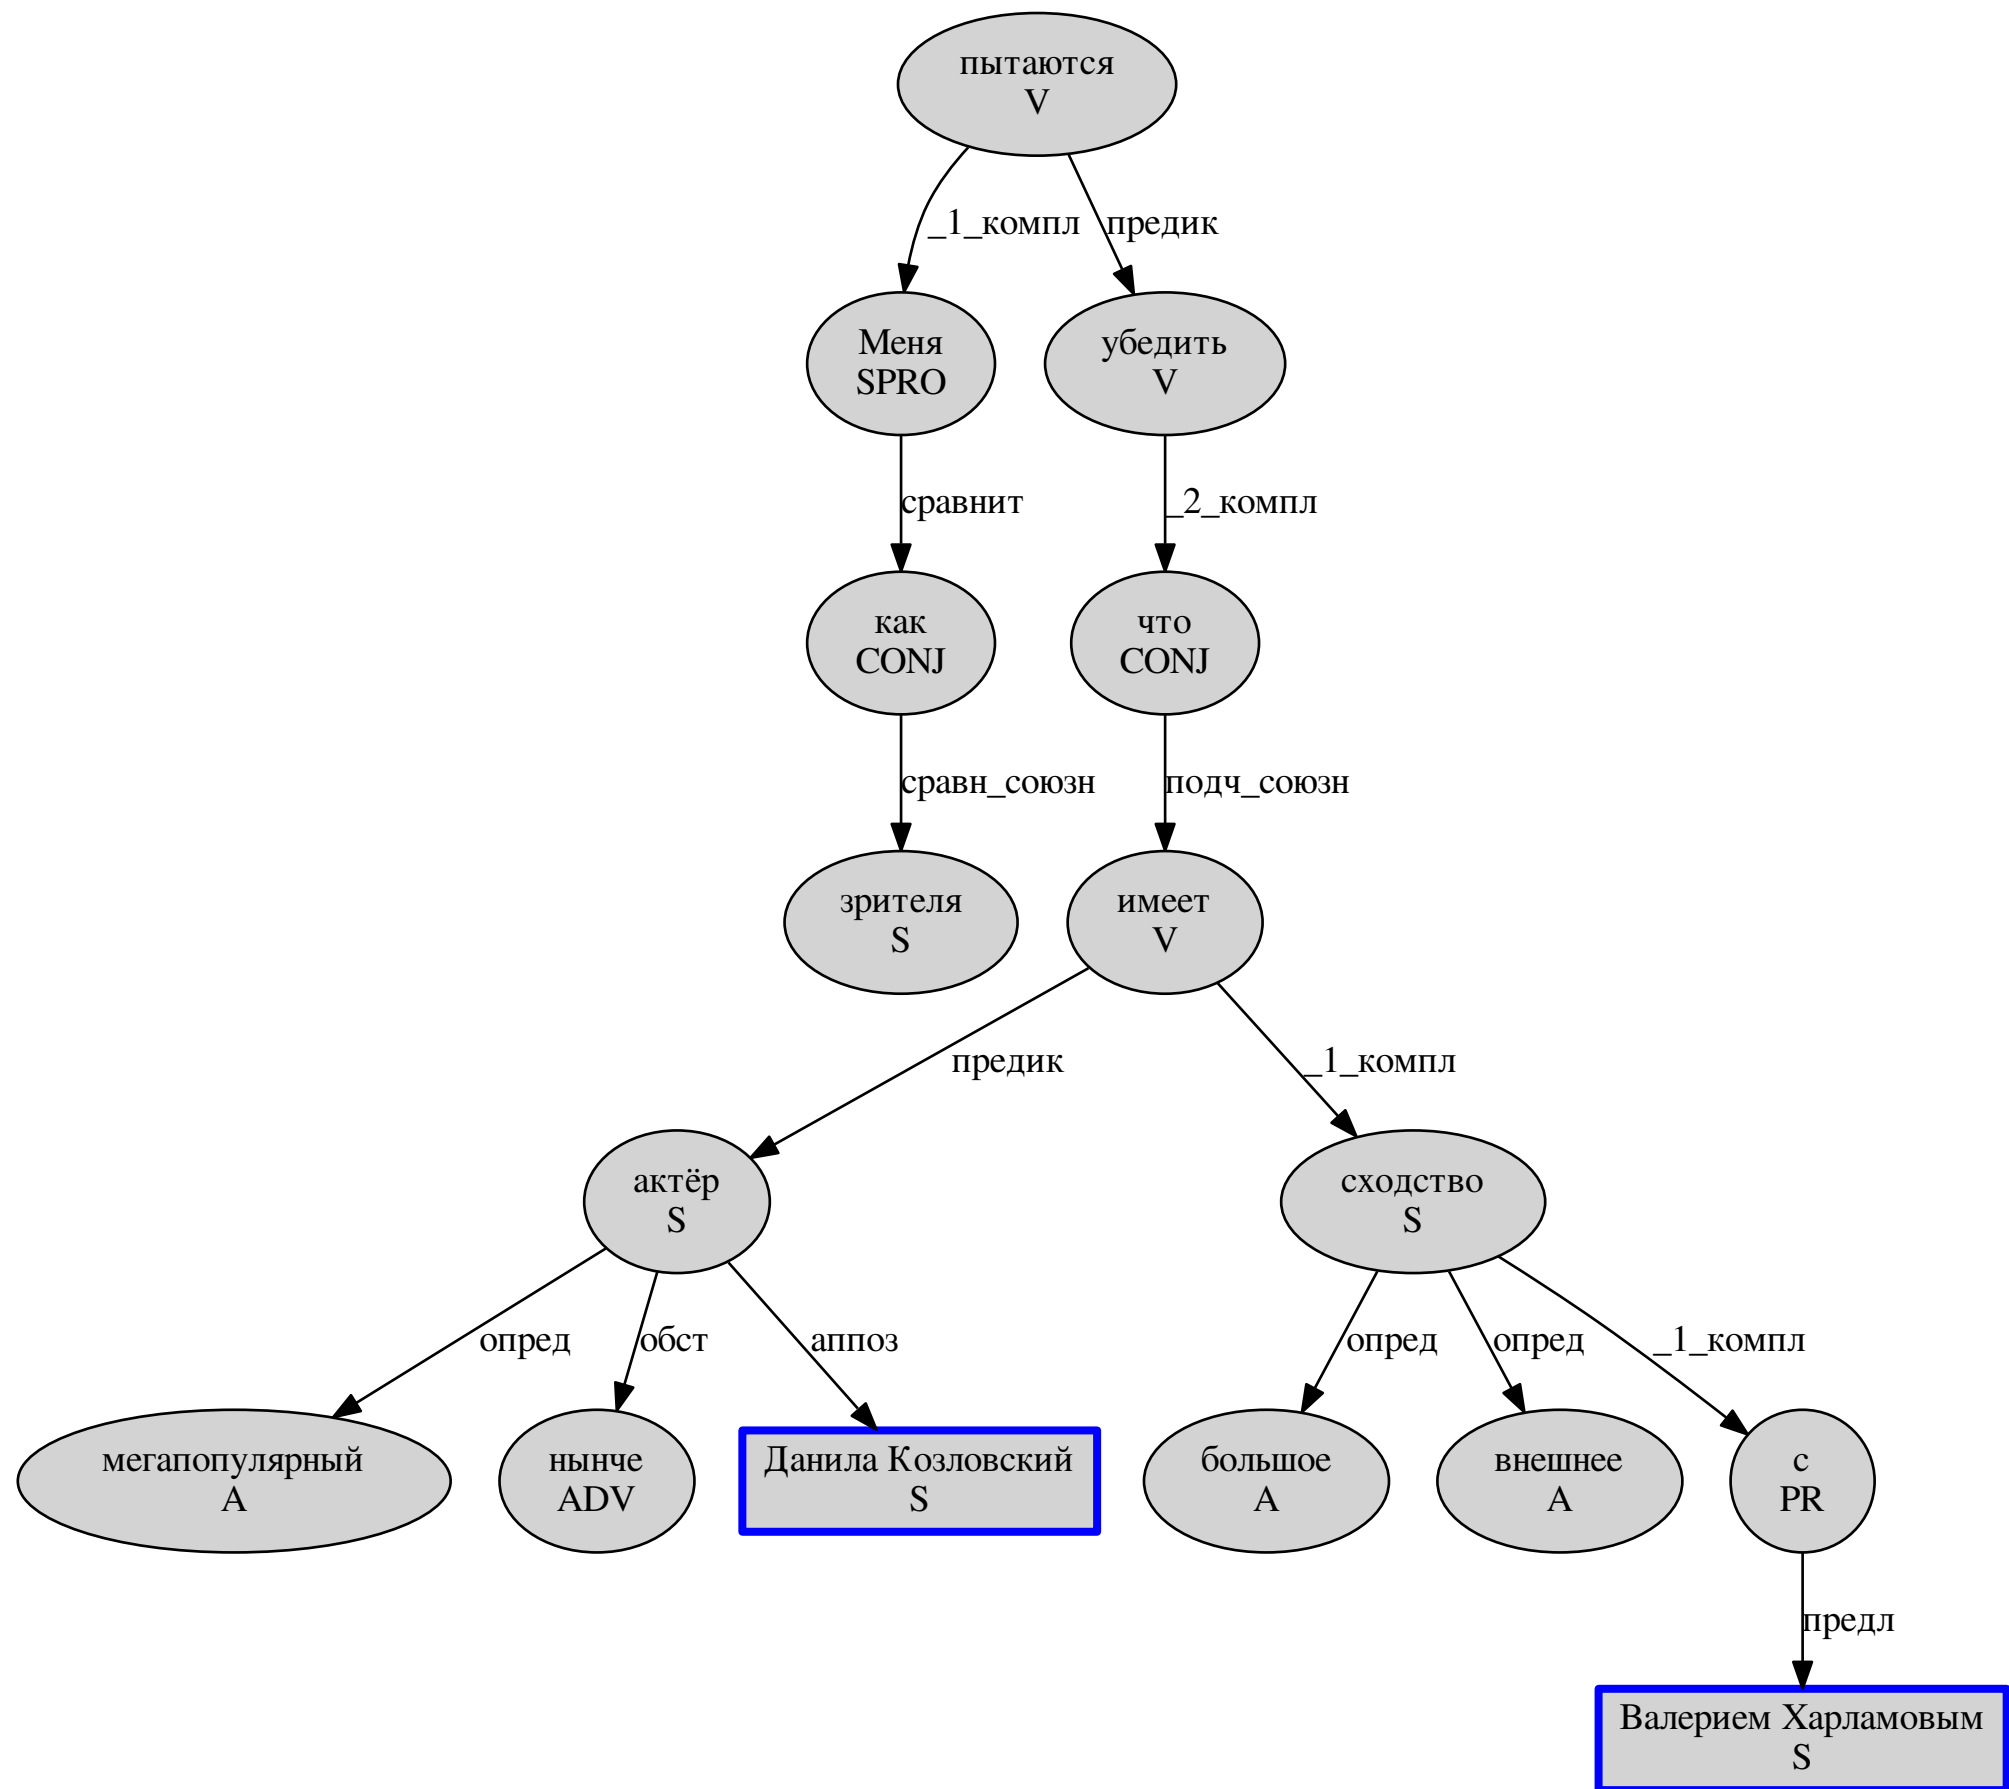 пытаются
V
_1_компл
предик
Меня
SPRO
убедить
V
сравнит
_2_компл
как
CONJ
что
CONJ
сравн_союзн
подч_союзн
зрителя
S
имеет
V
предик
_1_компл
актёр
S
сходство
S
опред
обст
аппоз
опред
опред
_1_компл
мегапопулярный
A
нынче
ADV
Данила Козловский
S
большое
A
внешнее
A
с
PR
предл
Валерием Харламовым
S